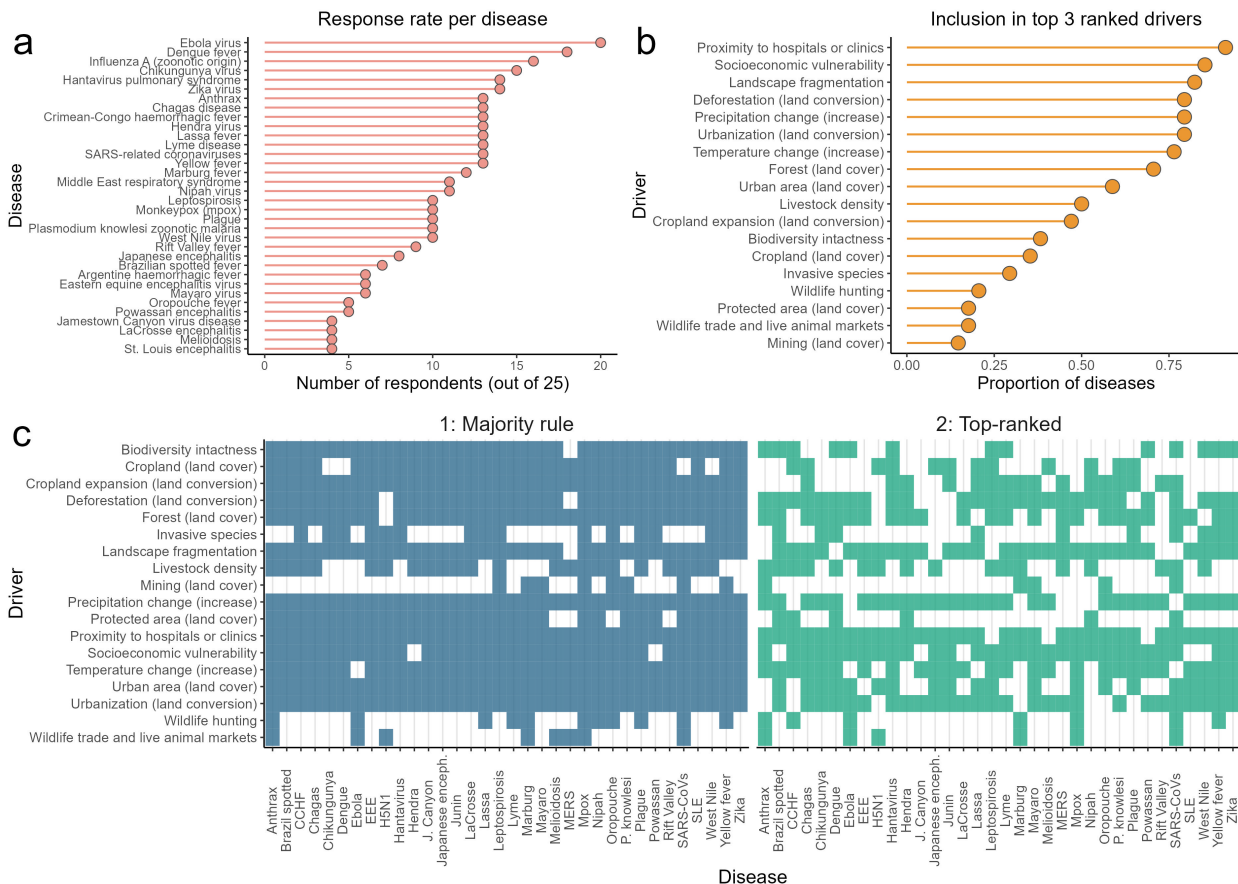 a
Response rate per disease
Disease
Ebola virus
Dengue fever
Influenza A (zoonotic origin)
Chikungunya virus
Hantavirus pulmonary syndrome
Zika virus
Anthrax
Chagas disease
Crimean-Congo haemorrhagic fever
Hendra virus
Lassa fever
Lyme disease
SARS-related coronaviruses
Yellow fever
Marburg fever
Middle East respiratory syndrome
Nipah virus
Leptospirosis
Monkeypox (mpox)
Plague
Plasmodium knowlesi zoonotic malaria
West Nile virus
Rift Valley fever
Japanese encephalitis
Brazilian spotted fever
Argentine haemorrhagic fever
Eastern equine encephalitis virus
Mayaro virus
Oropouche fever
Powassan encephalitis
Jamestown Canyon virus disease
LaCrosse encephalitis
Melioidosis
St. Louis encephalitis
0 5 10 15 20
Number of respondents (out of 25)
b
Inclusion in top 3 ranked drivers
Driver
Proximity to hospitals or clinics
Socioeconomic vulnerability
Landscape fragmentation
Deforestation (land conversion)
Precipitation change (increase)
Urbanization (land conversion)
Temperature change (increase)
Forest (land cover)
Urban area (land cover)
Livestock density
Cropland expansion (land conversion)
Biodiversity intactness
Cropland (land cover)
Invasive species
Wildlife hunting
Protected area (land cover)
Wildlife trade and live animal markets
Mining (land cover)
0.00 0.25 0.50 0.75
Proportion of diseases
c
1: Majority rule
2: Top-ranked
Driver
Biodiversity intactness
Cropland (land cover)
Cropland expansion (land conversion)
Deforestation (land conversion)
Forest (land cover)
Invasive species
Landscape fragmentation
Livestock density
Mining (land cover)
Precipitation change (increase)
Protected area (land cover)
Proximity to hospitals or clinics
Socioeconomic vulnerability
Temperature change (increase)
Urban area (land cover)
Urbanization (land conversion)
Wildlife hunting
Wildlife trade and live animal markets
Anthrax
Brazil spotted
CCHF
Chagas
Chikungunya
Dengue
Ebola
EEE
H5N1
Hantavirus
Hendra
J. Canyon
Japanese enceph.
Junin
LaCrosse
Lassa
Leptospirosis
Lyme
Marburg
Mayaro
Melioidosis
MERS
Mpox
Nipah
Oropouche
P. knowlesi
Plague
Powassan
Rift Valley
SARS-CoVs
SLE
West Nile
Yellow fever
Zika
Anthrax
Brazil spotted
CCHF
Chagas
Chikungunya
Dengue
Ebola
EEE
H5N1
Hantavirus
Hendra
J. Canyon
Japanese enceph.
Junin
LaCrosse
Lassa
Leptospirosis
Lyme
Marburg
Mayaro
Melioidosis
MERS
Mpox
Nipah
Oropouche
P. knowlesi
Plague
Powassan
Rift Valley
SARS-CoVs
SLE
West Nile
Yellow fever
Zika
Disease